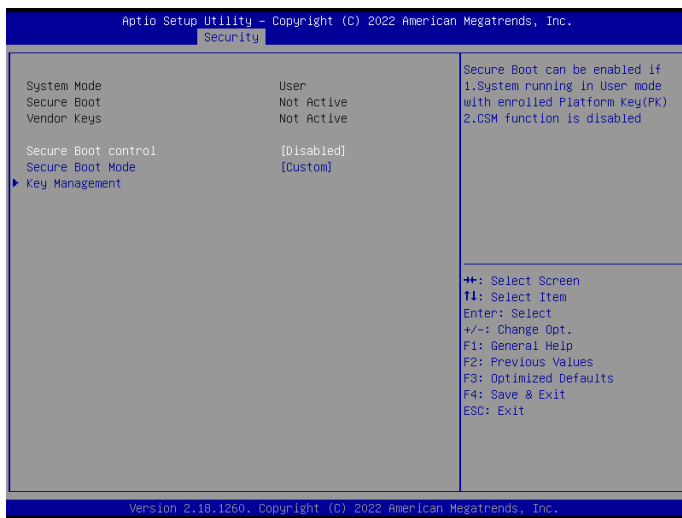 Aptio Setup Utility – Copyright (C) 2022 American Megatrends, Inc.
Security
System Mode User
Secure Boot Not Active
Vendor Keys Not Active
Secure Boot control [Disabled]
Secure Boot Mode [Custom]
Key Management
Secure Boot can be enabled if
1.System running in User mode
with enrolled Platform Key(PK)
2.CSM function is disabled
→←: Select Screen
↑↓: Select Item
Enter: Select
+/-: Change Opt.
F1: General Help
F2: Previous Values
F3: Optimized Defaults
F4: Save & Exit
ESC: Exit
Version 2.18.1260. Copyright (C) 2022 American Megatrends, Inc.